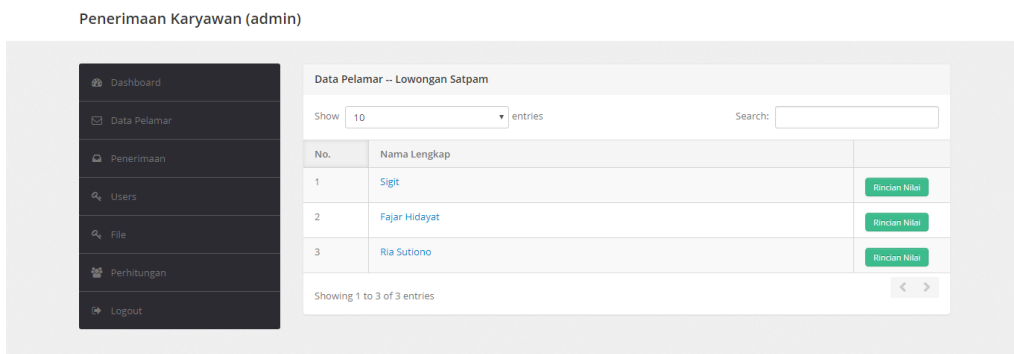 Penerimaan Karyawan (admin)
Dashboard
Data Pelamar
Penerimaan
Users
File
Perhitungan
Logout
Data Pelamar -- Lowongan Satpam
Show 10 entries Search:
No. Nama Lengkap
1 Sigit Rincian Nilai
2 Fajar Hidayat Rincian Nilai
3 Ria Sutiono Rincian Nilai
Showing 1 to 3 of 3 entries